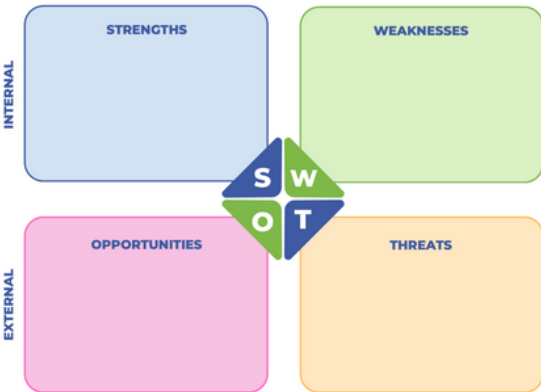 STRENGTHS
WEAKNESSES
INTERNAL
S W
O T
OPPORTUNITIES
THREATS
EXTERNAL